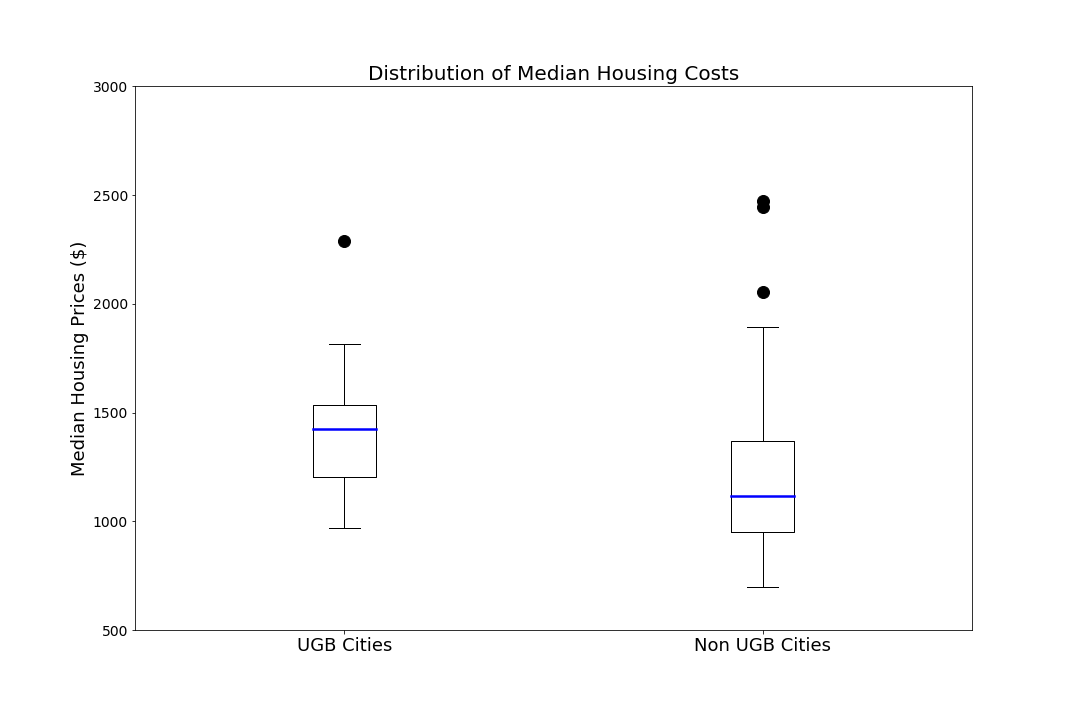 Distribution of Median Housing Costs
Median Housing Prices ($)
3000
2500
2000
1500
1000
500
UGB Cities
Non UGB Cities